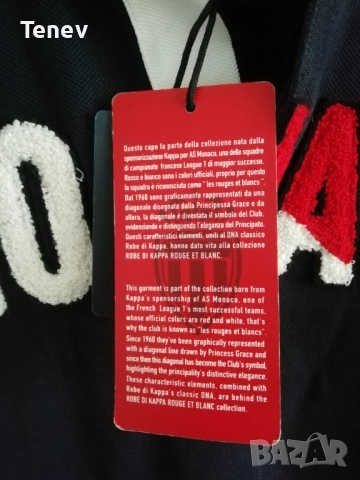 Tenev
O
A
Questo capo fa parte della collezione nata dalla
sponsorizzazione Kappa per AS Monaco, una delle squadre
di campionato francese League 1 di maggior successo.
Rosso e bianco sono i colori ufficiali, proprio per questo
la squadra è riconosciuta come " les rouges et blancs ".
Dal 1960 sono graficamente rappresentati da una
diagonale disegnata dalla Principessa Grace e da
allora, la diagonale è diventata il simbolo del Club,
evidenziando e distinguendo l'eleganza del Principato.
Questi caratteristici elementi, uniti al DNA classico
Robe di Kappa, hanno dato vita alla collezione
ROBE DI KAPPA ROUGE ET BLANC.
This garment is part of the collection born from
Kappa's sponsorship of AS Monaco, one of
the French League 1's most successful teams,
whose official colors are red and white, that's
why the club is known as "les rouges et blancs".
Since 1960 they've been graphically represented
with a diagonal line drawn by Princess Grace and
since then this diagonal has become the Club's symbol,
highlighting the principality's distinctive elegance.
These characteristic elements, combined with
Robe di Kappa's classic DNA, are behind the
ROBE DI KAPPA ROUGE ET BLANC collection.
BAZAR